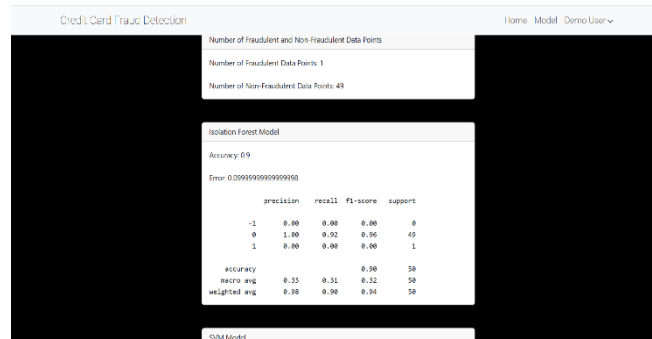 Credit Card Fraud Detection
Home Model Demo User
Number of Fraudulent and Non-Fraudulent Data Points
Number of Fraudulent Data Points: 1
Number of Non-Fraudulent Data Points: 49
Isolation Forest Model
Accuracy: 0.9
Error: 0.09999999999999998
precision recall f1-score support
-1 0.00 0.00 0.00 0
0 1.00 0.92 0.96 49
1 0.00 0.00 0.00 1
accuracy 0.90 50
macro avg 0.33 0.31 0.32 50
weighted avg 0.98 0.90 0.94 50
SVM Model